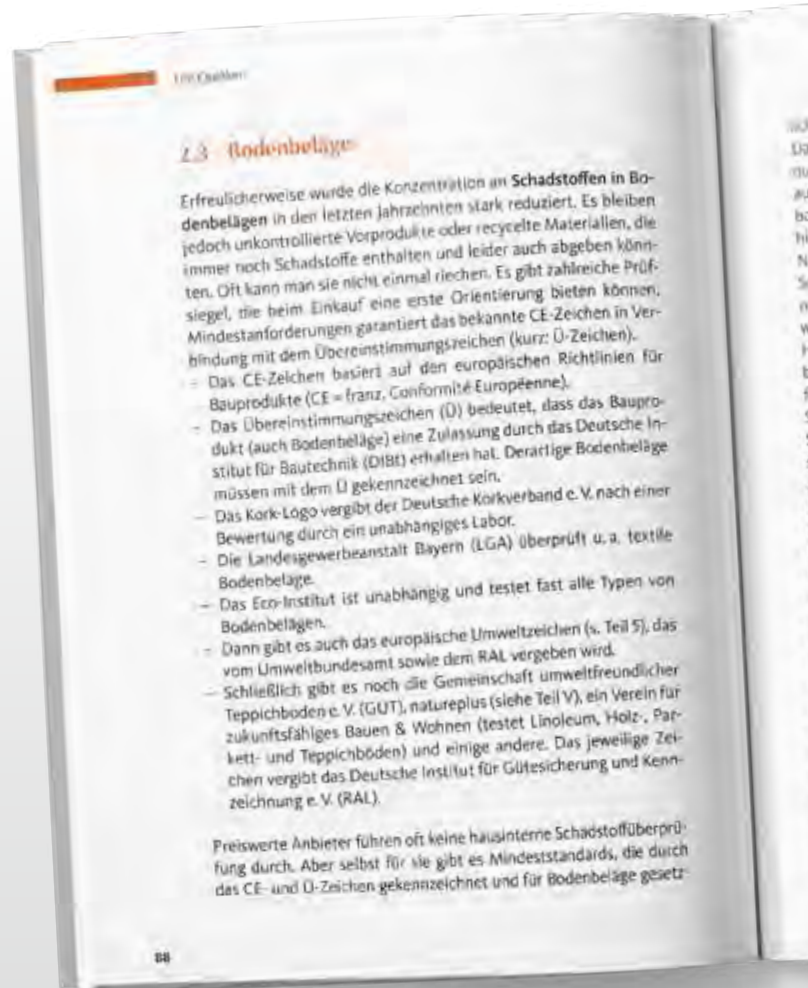 2.3 Bodenbeläge
Erfreulicherweise wurde die Konzentration an Schadstoffen in Bo-
denbelägen in den letzten Jahrzehnten stark reduziert. Es bleiben
jedoch unkontrollierte Vorprodukte oder recycelte Materialien, die
immer noch Schadstoffe enthalten und leider auch abgeben könn-
ten. Oft kann man sie nicht einmal riechen. Es gibt zahlreiche Prüf-
siegel, die beim Einkauf eine erste Orientierung bieten können.
Mindestanforderungen garantiert das bekannte CE-Zeichen in Ver-
bindung mit dem Übereinstimmungszeichen (kurz: Ü-Zeichen).
– Das CE-Zeichen basiert auf den europäischen Richtlinien für
Bauprodukte (CE = franz. Conformité Européenne).
– Das Übereinstimmungszeichen (Ü) bedeutet, dass das Baupro-
dukt (auch Bodenbeläge) eine Zulassung durch das Deutsche In-
stitut für Bautechnik (DIBt) erhalten hat. Derartige Bodenbeläge
müssen mit dem Ü gekennzeichnet sein.
– Das Kork-Logo vergibt der Deutsche Korkverband e. V. nach einer
Bewertung durch ein unabhängiges Labor.
– Die Landesgewerbeanstalt Bayern (LGA) überprüft u. a. textile
Bodenbeläge.
– Das Eco-Institut ist unabhängig und testet fast alle Typen von
Bodenbelägen.
– Dann gibt es auch das europäische Umweltzeichen (s. Teil 5), das
vom Umweltbundesamt sowie dem RAL vergeben wird.
– Schließlich gibt es noch die Gemeinschaft umweltfreundlicher
Teppichboden e. V. (GUT), natureplus (siehe Teil V), ein Verein für
zukunftsfähiges Bauen & Wohnen (testet Linoleum, Holz-, Par-
kett- und Teppichböden) und einige andere. Das jeweilige Zei-
chen vergibt das Deutsche Institut für Gütesicherung und Kenn-
zeichnung e. V. (RAL).
Preiswerte Anbieter führen oft keine hausinterne Schadstoffüberprü-
fung durch. Aber selbst für sie gibt es Mindeststandards, die durch
das CE- und Ü-Zeichen gekennzeichnet und für Bodenbeläge gesetz-
88